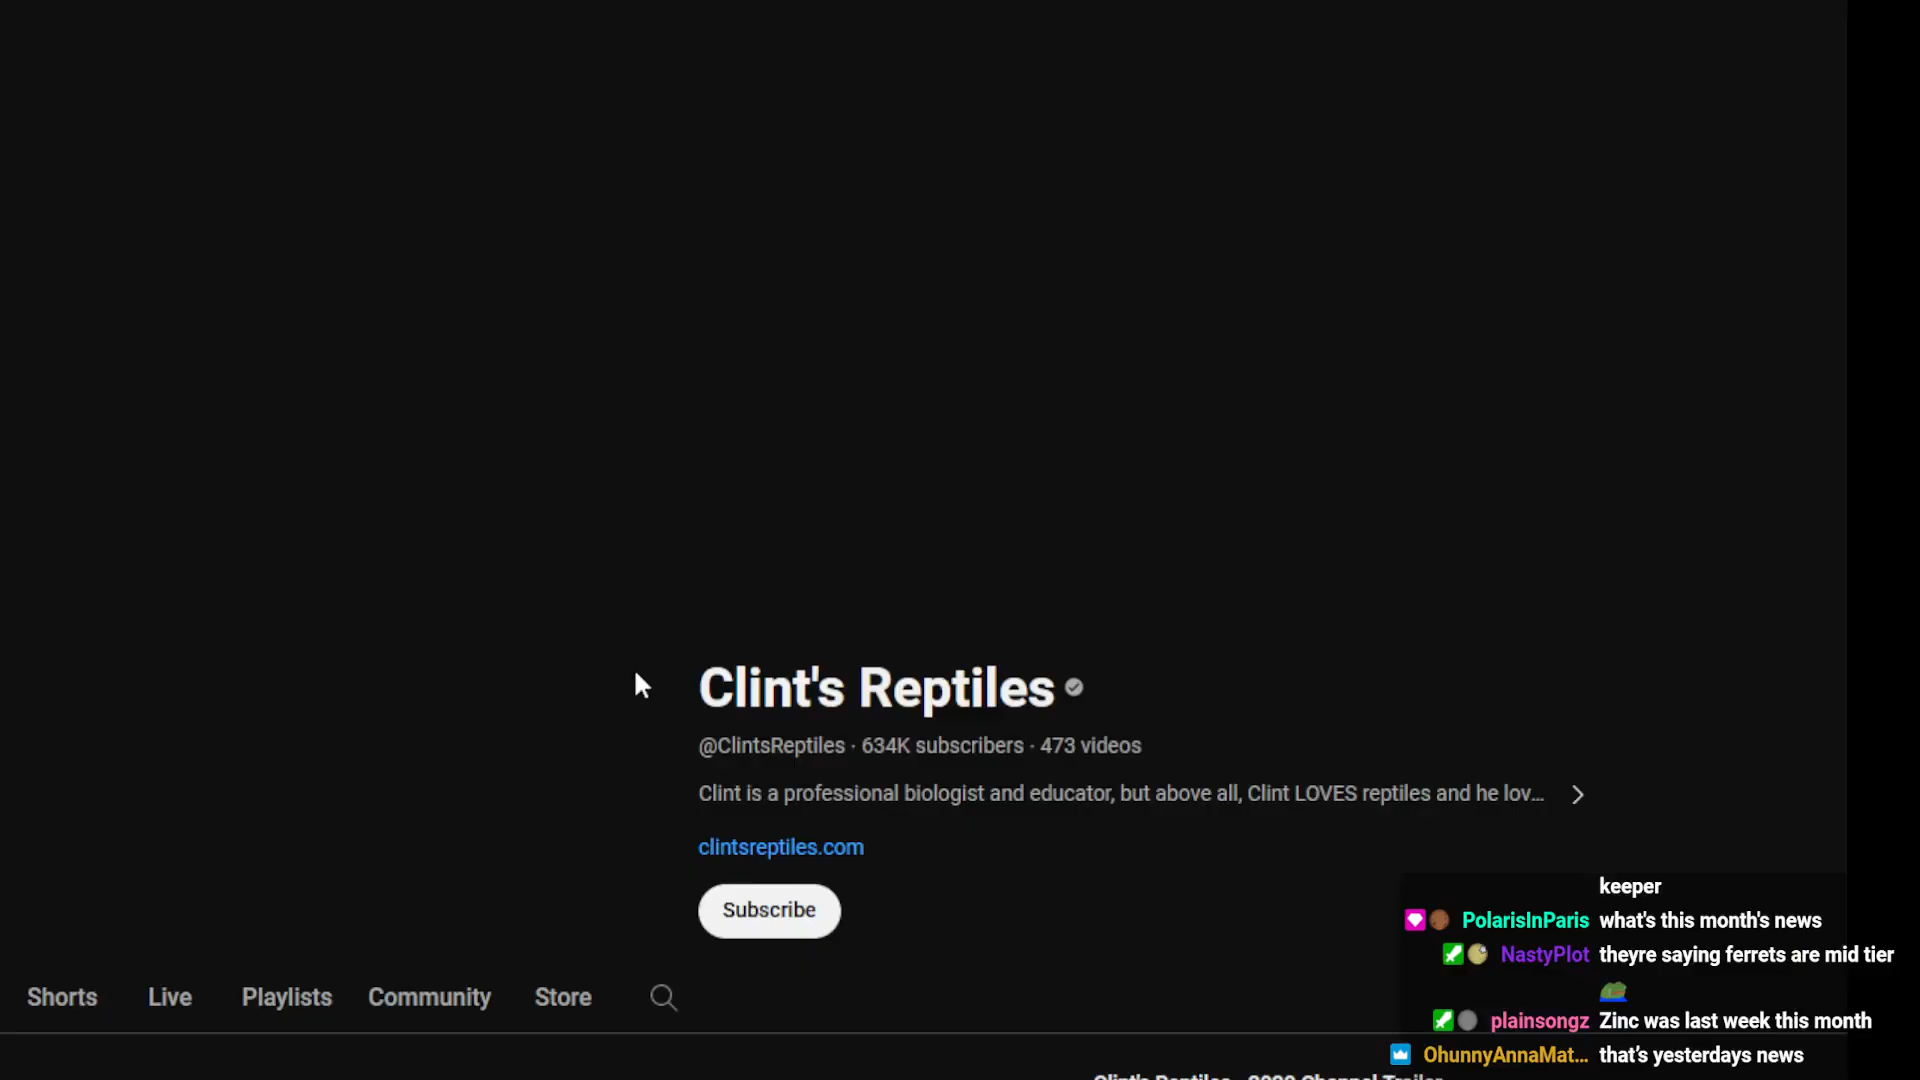 Clint's Reptiles
@ClintsReptiles · 634K subscribers · 473 videos
Clint is a professional biologist and educator, but above all, Clint LOVES reptiles and he lov...
clintsreptiles.com
Subscribe
Shorts Live Playlists Community Store
keeper
PolarisInParis what's this month's news
NastyPlot theyre saying ferrets are mid tier
plainsongz Zinc was last week this month
OhunnyAnnaMat... that's yesterdays news